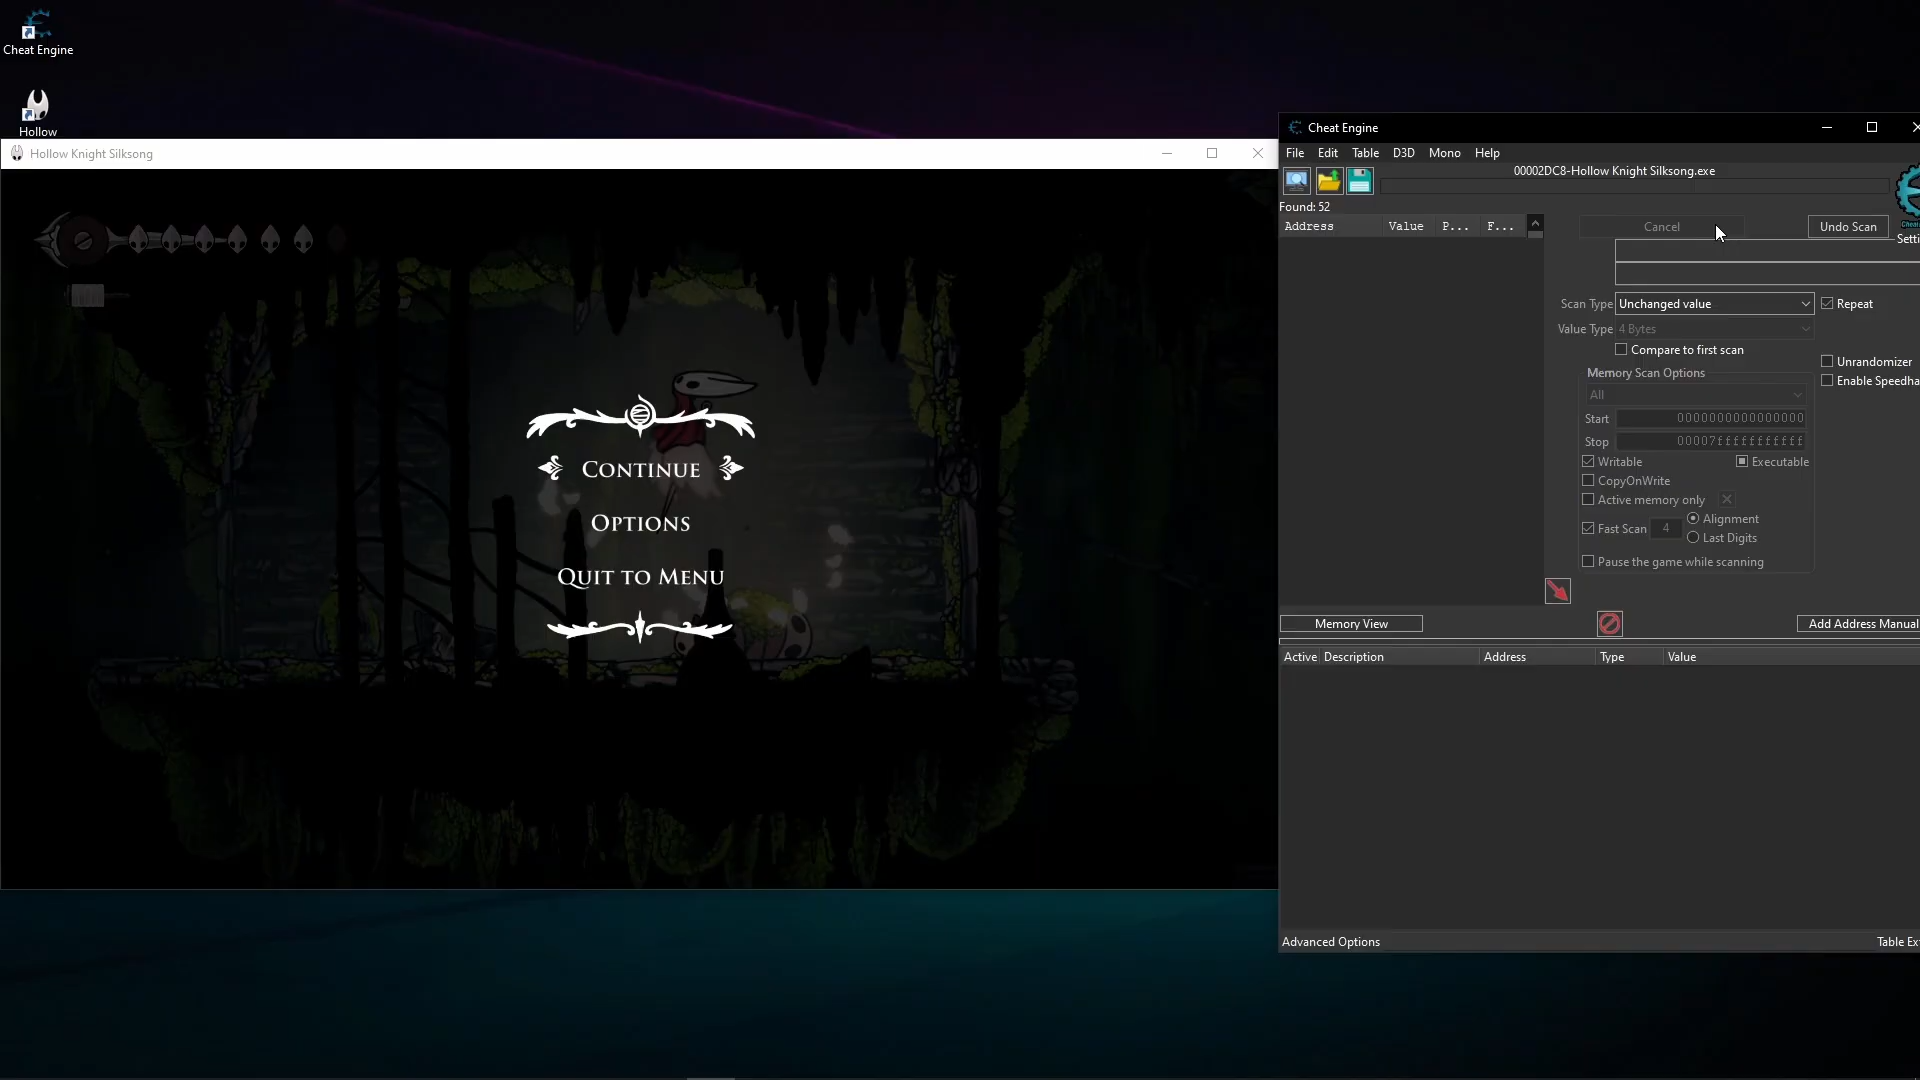 Cheat Engine
Hollow
Hollow Knight Silksong
CONTINUE
OPTIONS
QUIT TO MENU
Cheat Engine
File Edit Table D3D Mono Help
00002DC8-Hollow Knight Silksong.exe
Found: 52
Address Value P... F...
Cancel Undo Scan
Setti
Scan Type Unchanged value Repeat
Value Type 4 Bytes
Compare to first scan
Unrandomizer
Memory Scan Options
Enable Speedha
All
Start 0000000000000000
Stop 00007fffffffffff
Writable Executable
CopyOnWrite
Active memory only
Fast Scan 4 Alignment
Last Digits
Pause the game while scanning
Memory View Add Address Manual
Active Description Address Type Value
Advanced Options Table Ex